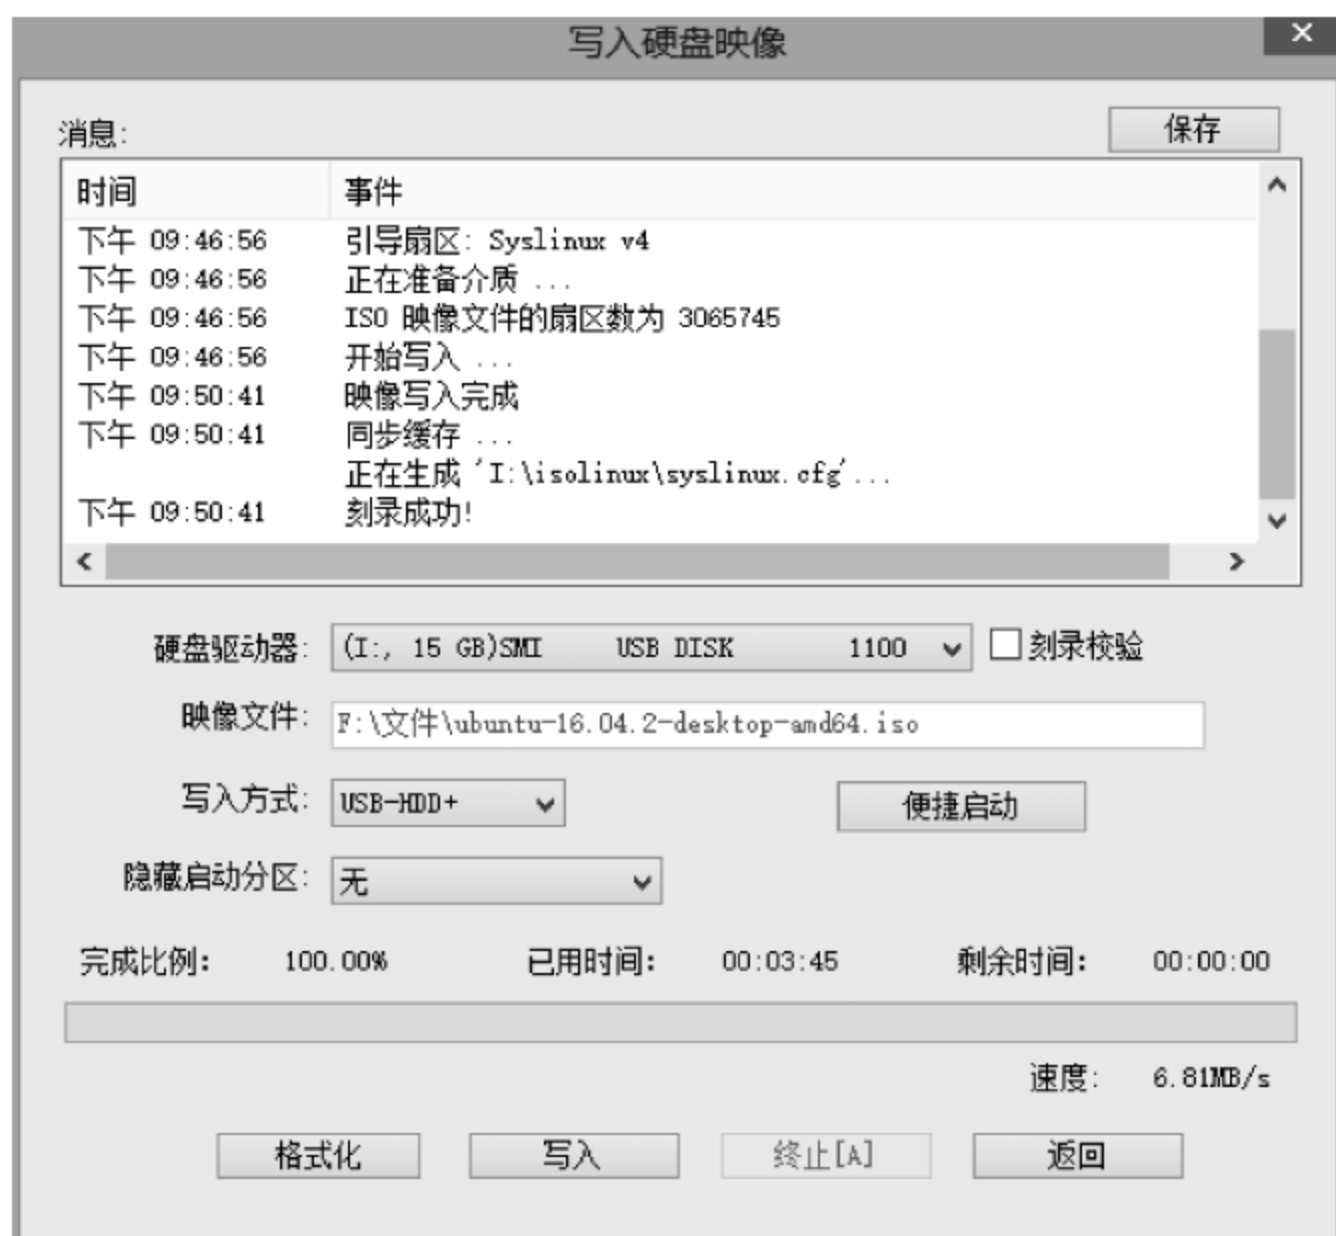 写入硬盘映像
消息:
保存
时间 事件
下午 09:46:56 引导扇区: Syslinux v4
下午 09:46:56 正在准备介质 ...
下午 09:46:56 ISO 映像文件的扇区数为 3065745
下午 09:46:56 开始写入 ...
下午 09:50:41 映像写入完成
下午 09:50:41 同步缓存 ...
正在生成 'I:\isolinux\syslinux.cfg'...
下午 09:50:41 刻录成功!
硬盘驱动器: (I:, 15 GB)SMI USB DISK 1100 刻录校验
映像文件: F:\文件\ubuntu-16.04.2-desktop-amd64.iso
写入方式: USB-HDD+ 便捷启动
隐藏启动分区: 无
完成比例: 100.00% 已用时间: 00:03:45 剩余时间: 00:00:00
速度: 6.81MB/s
格式化 写入 终止[A] 返回